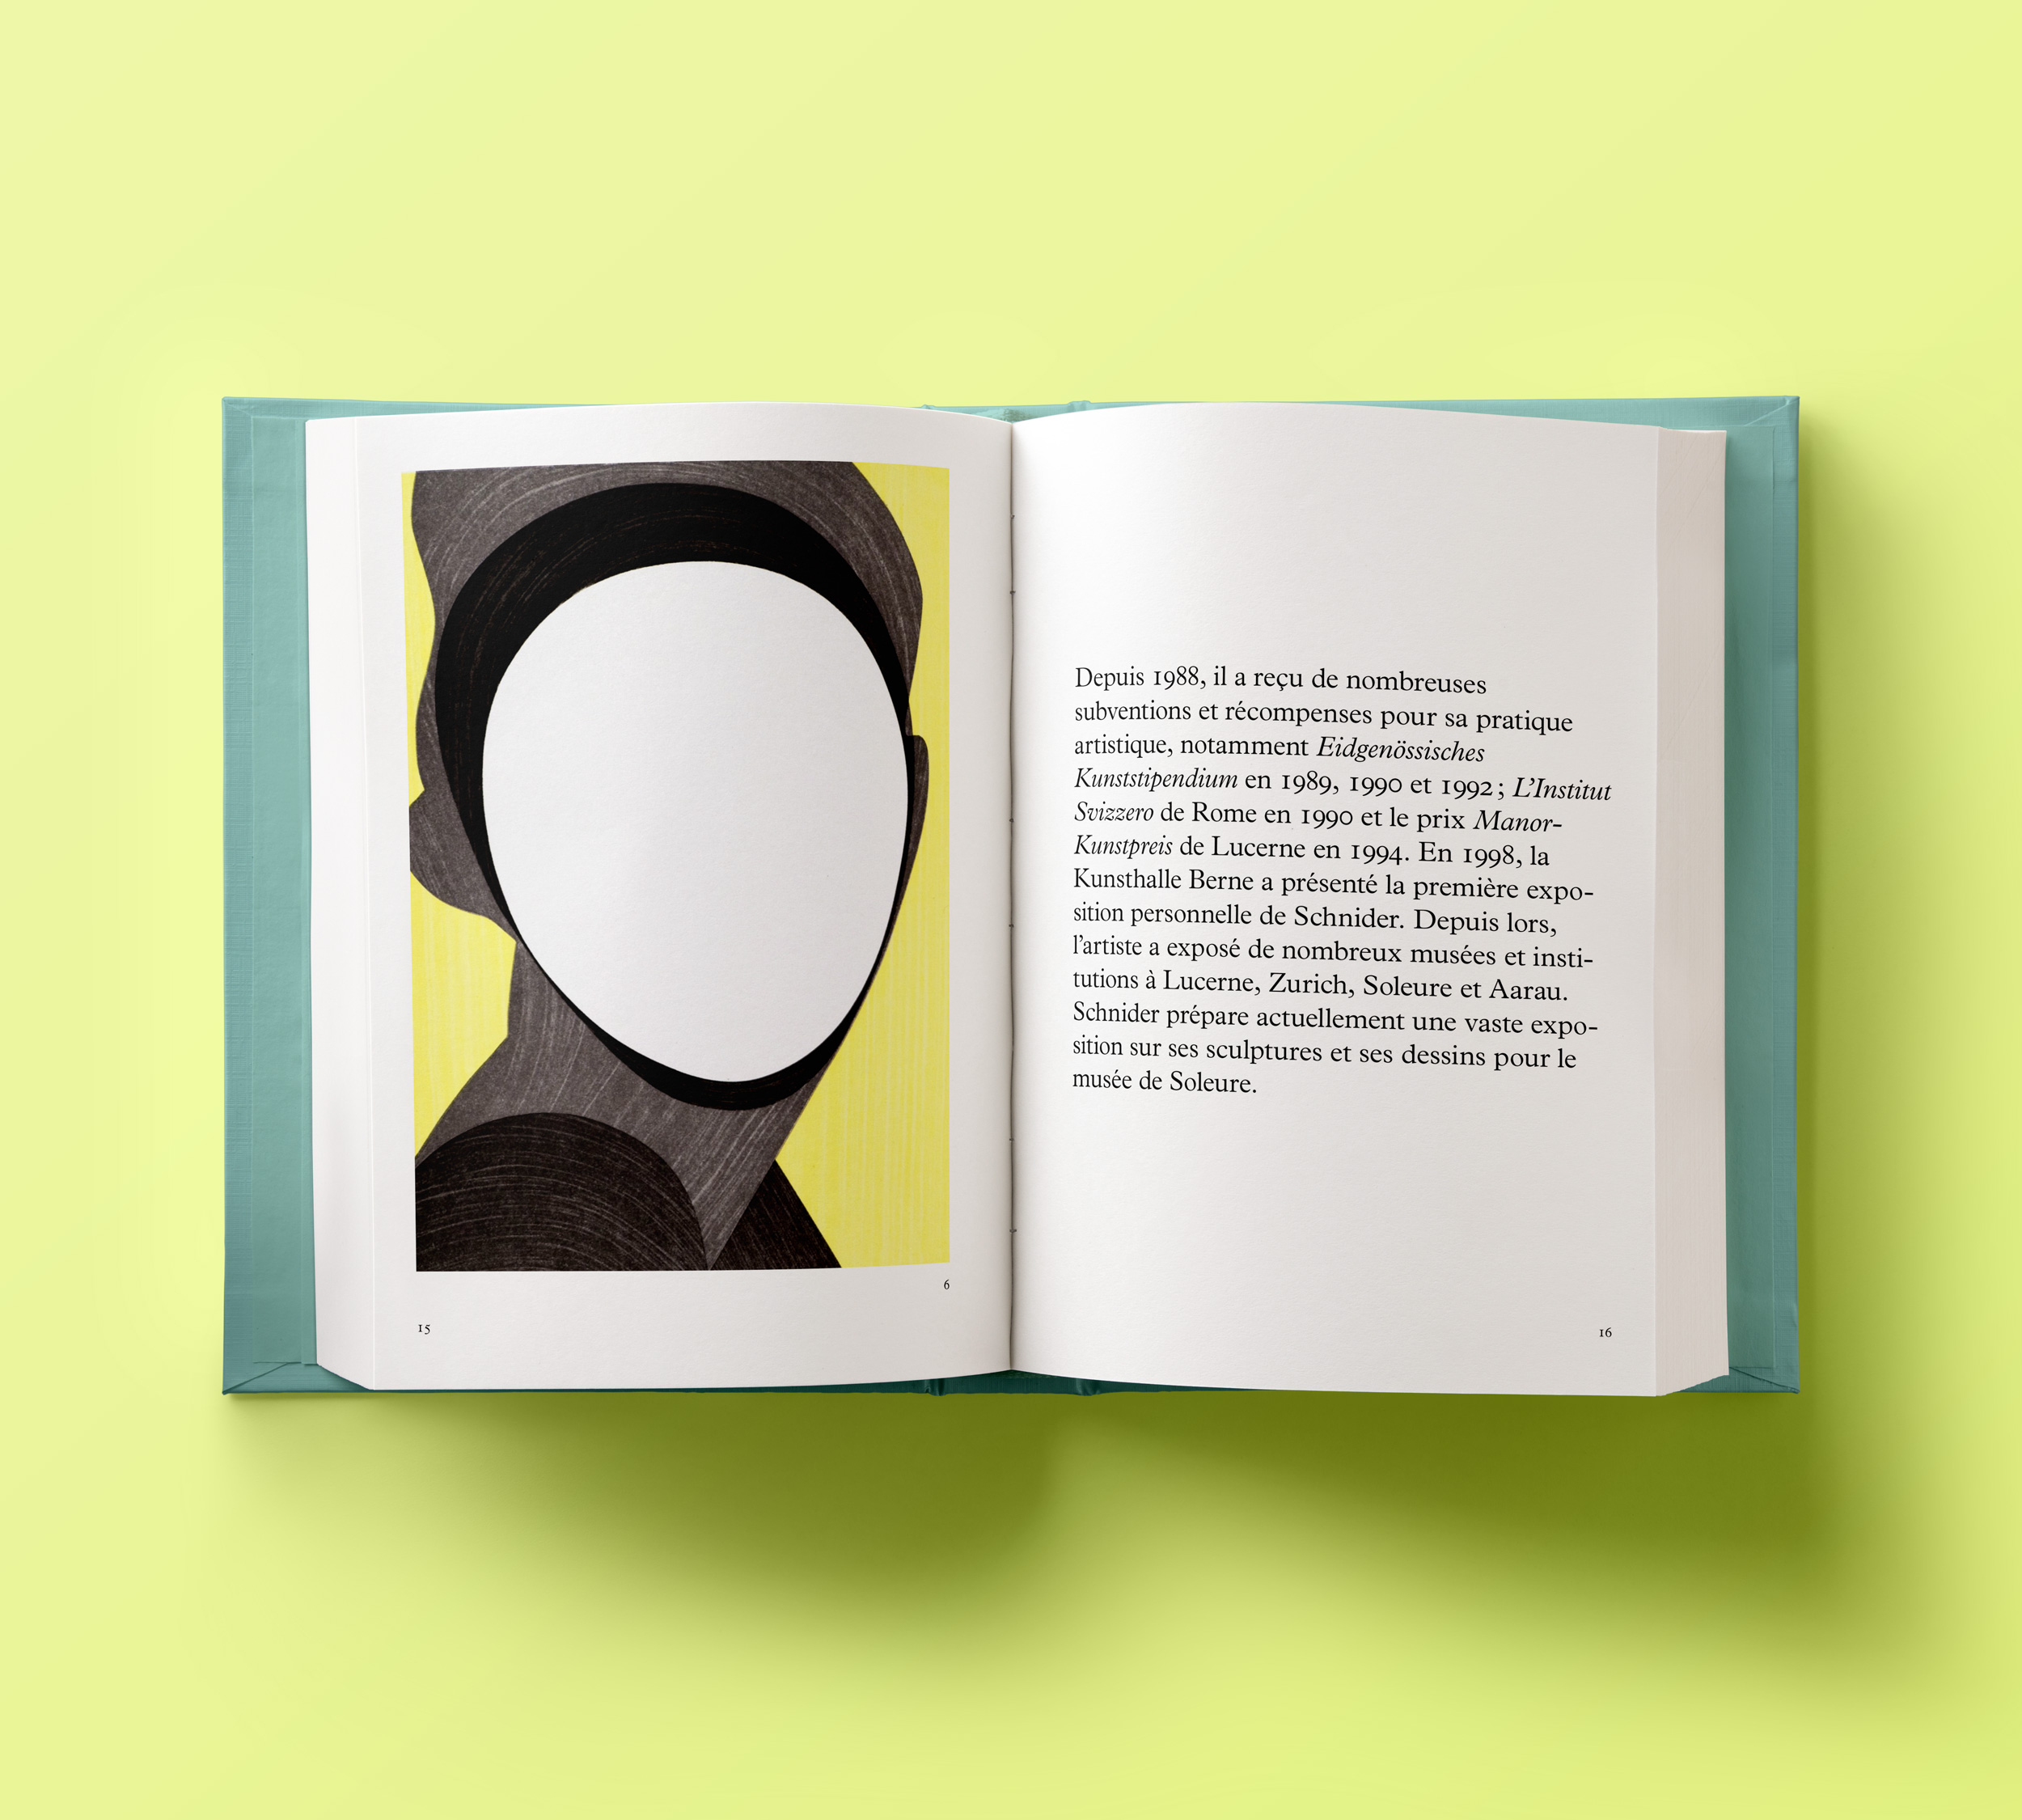 6
15
Depuis 1988, il a reçu de nombreuses
subventions et récompenses pour sa pratique
artistique, notamment Eidgenössisches
Kunststipendium en 1989, 1990 et 1992 ; L’Institut
Svizzero de Rome en 1990 et le prix Manor-
Kunstpreis de Lucerne en 1994. En 1998, la
Kunsthalle Berne a présenté la première expo-
sition personnelle de Schnider. Depuis lors,
l’artiste a exposé de nombreux musées et insti-
tutions à Lucerne, Zurich, Soleure et Aarau.
Schnider prépare actuellement une vaste expo-
sition sur ses sculptures et ses dessins pour le
musée de Soleure.
16